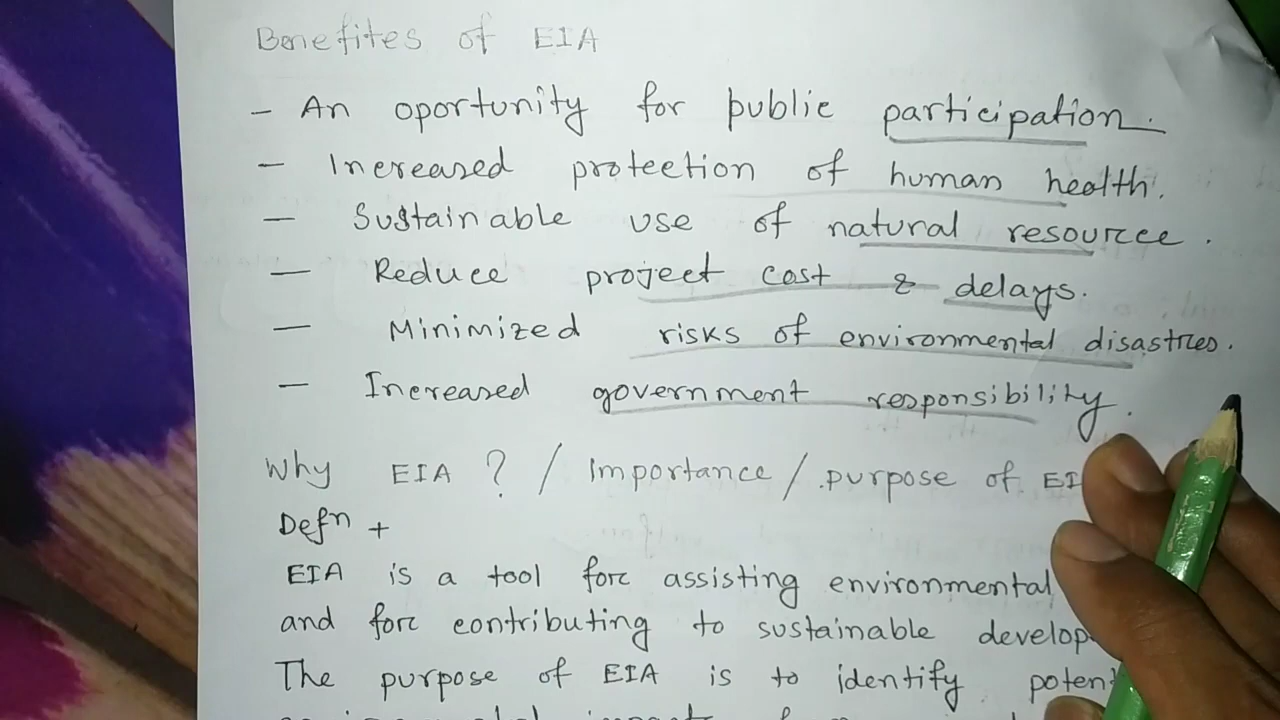 Benefites of EIA
- An oportunity for public participation.
- Increased protection of human health.
- Sustainable use of natural resource.
- Reduce project cost & delays.
- Minimized risks of environmental disastres.
- Increased government responsibility.
Why EIA ? / Importance / purpose of EI
Defn +
EIA is a tool for assisting environmental
and for contributing to sustainable develop
The purpose of EIA is to identify poten